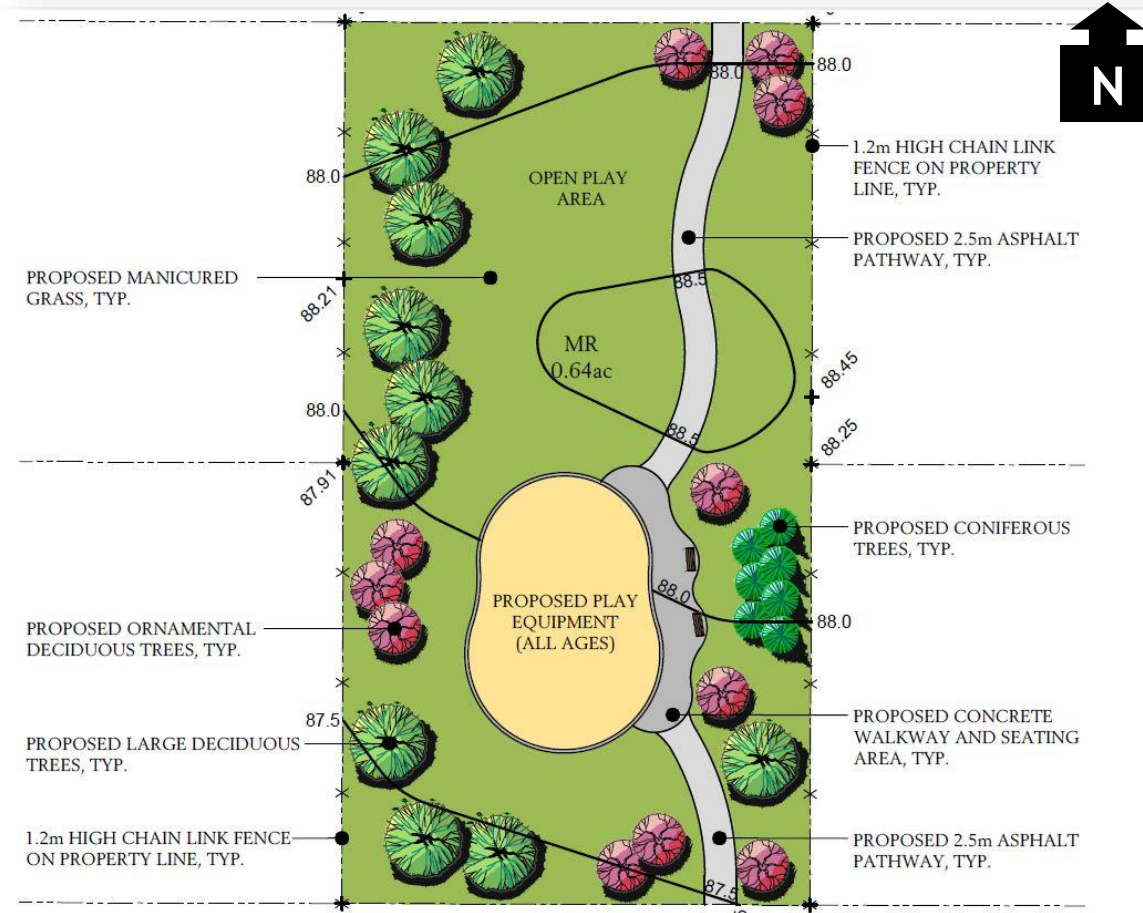 N
88.0
88.0
1.2m HIGH CHAIN LINK
FENCE ON PROPERTY
LINE, TYP.
88.0
OPEN PLAY
AREA
PROPOSED 2.5m ASPHALT
PATHWAY, TYP.
PROPOSED MANICURED
GRASS, TYP.
88.21
88.5
MR
0.64ac
88.45
88.0
88.5
88.25
87.91
PROPOSED CONIFEROUS
TREES, TYP.
88.0
PROPOSED PLAY
EQUIPMENT
(ALL AGES)
88.0
PROPOSED ORNAMENTAL
DECIDUOUS TREES, TYP.
87.5
PROPOSED CONCRETE
WALKWAY AND SEATING
AREA, TYP.
PROPOSED LARGE DECIDUOUS
TREES, TYP.
1.2m HIGH CHAIN LINK FENCE
ON PROPERTY LINE, TYP.
PROPOSED 2.5m ASPHALT
PATHWAY, TYP.
87.5